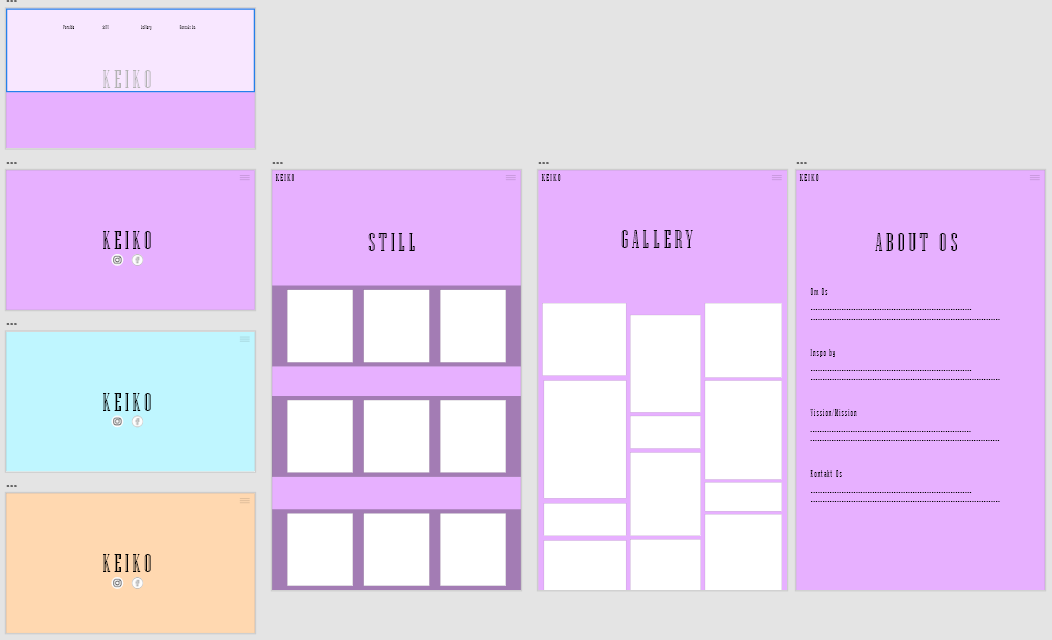 Forside
Still
Gallery
Kontakt Os
KEIKO
KEIKO
KEIKO
KEIKO
KEIKO
STILL
KEIKO
GALLERY
KEIKO
ABOUT OS
Om Os
Inspo by
Vission/Mission
Kontakt Os